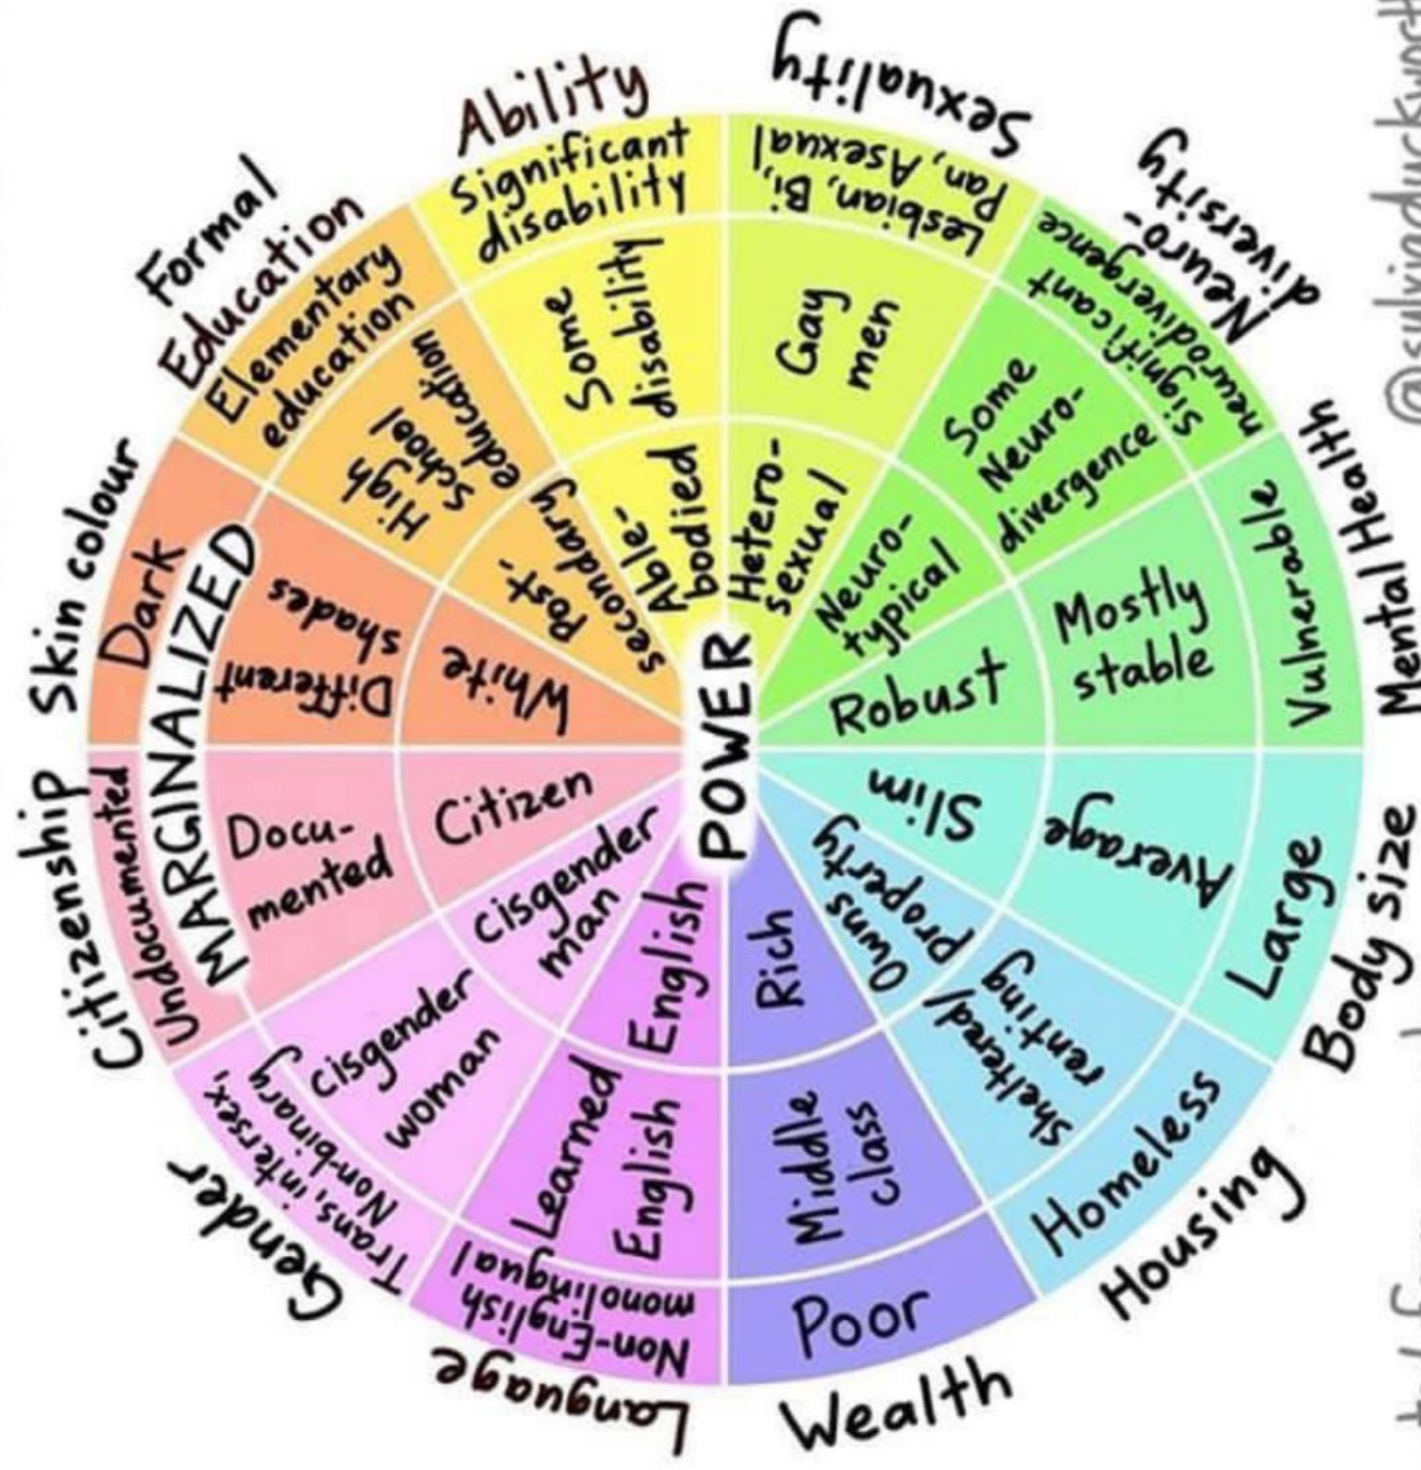 Ability
Significant
disability
Some
disability
Able-
bodied
Sexuality
Lesbian, Bi,
Pan, Asexual
Gay
men
Hetero-
sexual
Neuro-
diversity
Significant
neurodivergence
Some
Neuro-
divergence
Neuro-
typical
Mental Health
Vulnerable
Mostly
stable
Robust
Body size
Large
Average
Slim
Housing
Homeless
Sheltered/
renting
Owns
property
Wealth
Poor
Middle
class
Rich
Language
Non-English
monolingual
Learned
English
English
Gender
Trans, intersex,
Non-binary
cisgender
woman
cisgender
man
Citizenship
Undocumented
Docu-
mented
Citizen
Skin colour
Dark
Different
shades
White
Formal
Education
Elementary
education
High
school
education
Post-
secondary
MARGINALIZED
POWER
@sylviaduckworth